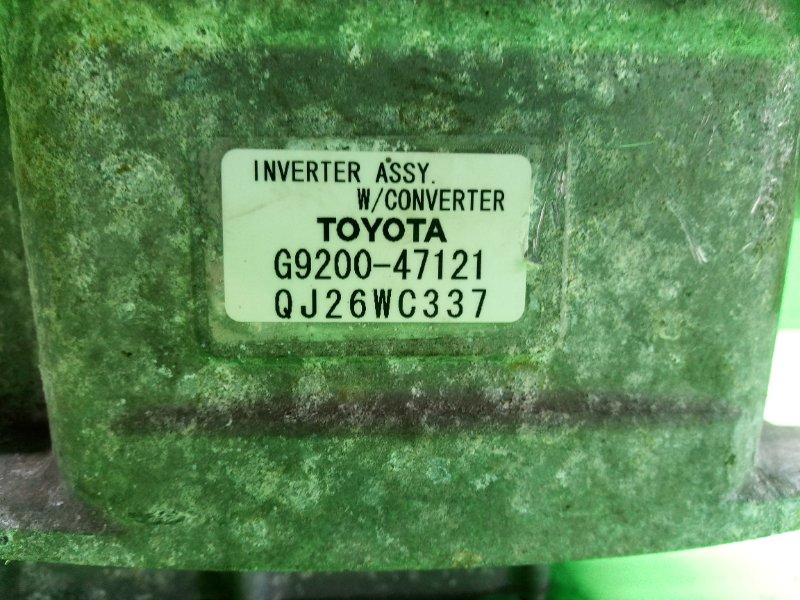 INVERTER ASSY.
W/CONVERTER
TOYOTA
G9200-47121
QJ26WC337